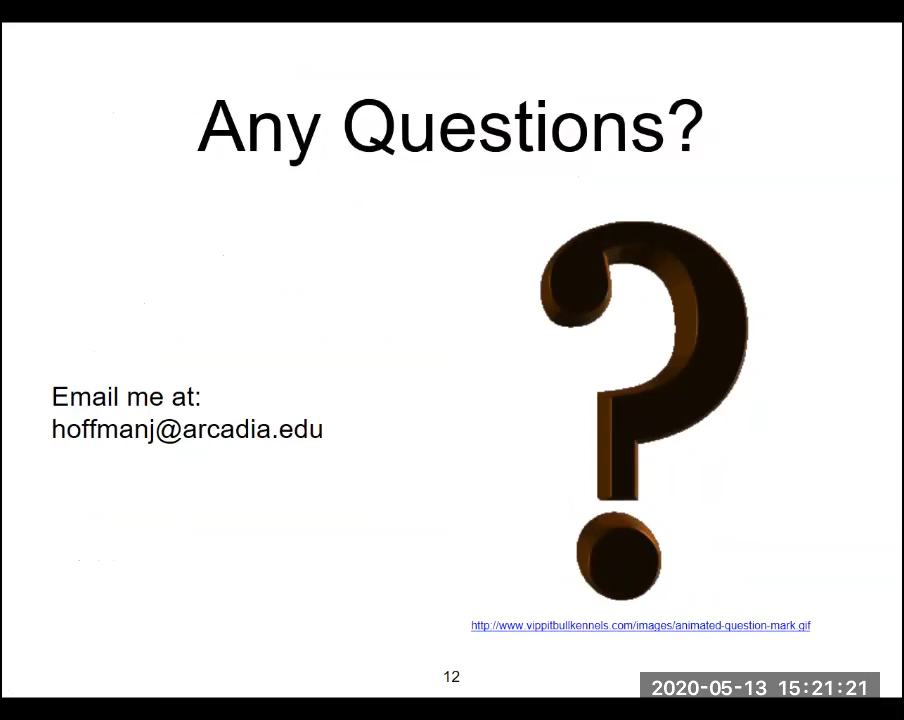 Any Questions?
Email me at:
hoffmanj@arcadia.edu
http://www.vippitbullkennels.com/images/animated-question-mark.gif
12
2020-05-13 15:21:21